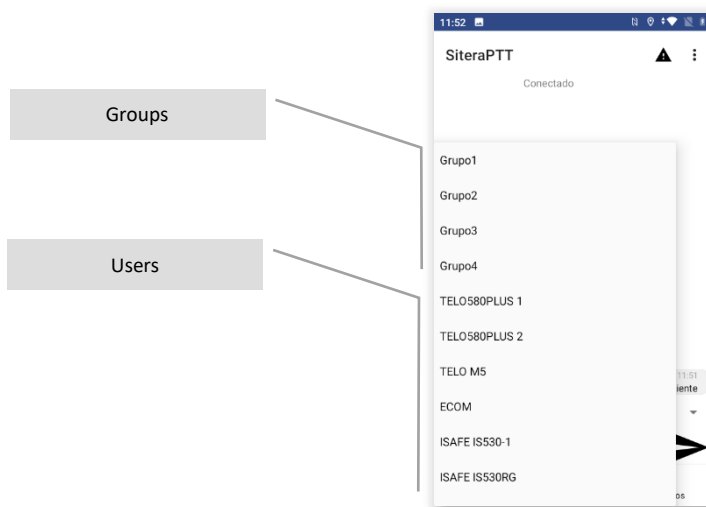 11:52
SiteraPTT
Conectado
Groups
Grupo1
Grupo2
Grupo3
Grupo4
Users
TELO580PLUS 1
TELO580PLUS 2
TELO M5
ECOM
ISAFE IS530-1
ISAFE IS530RG
11:51
iente
os